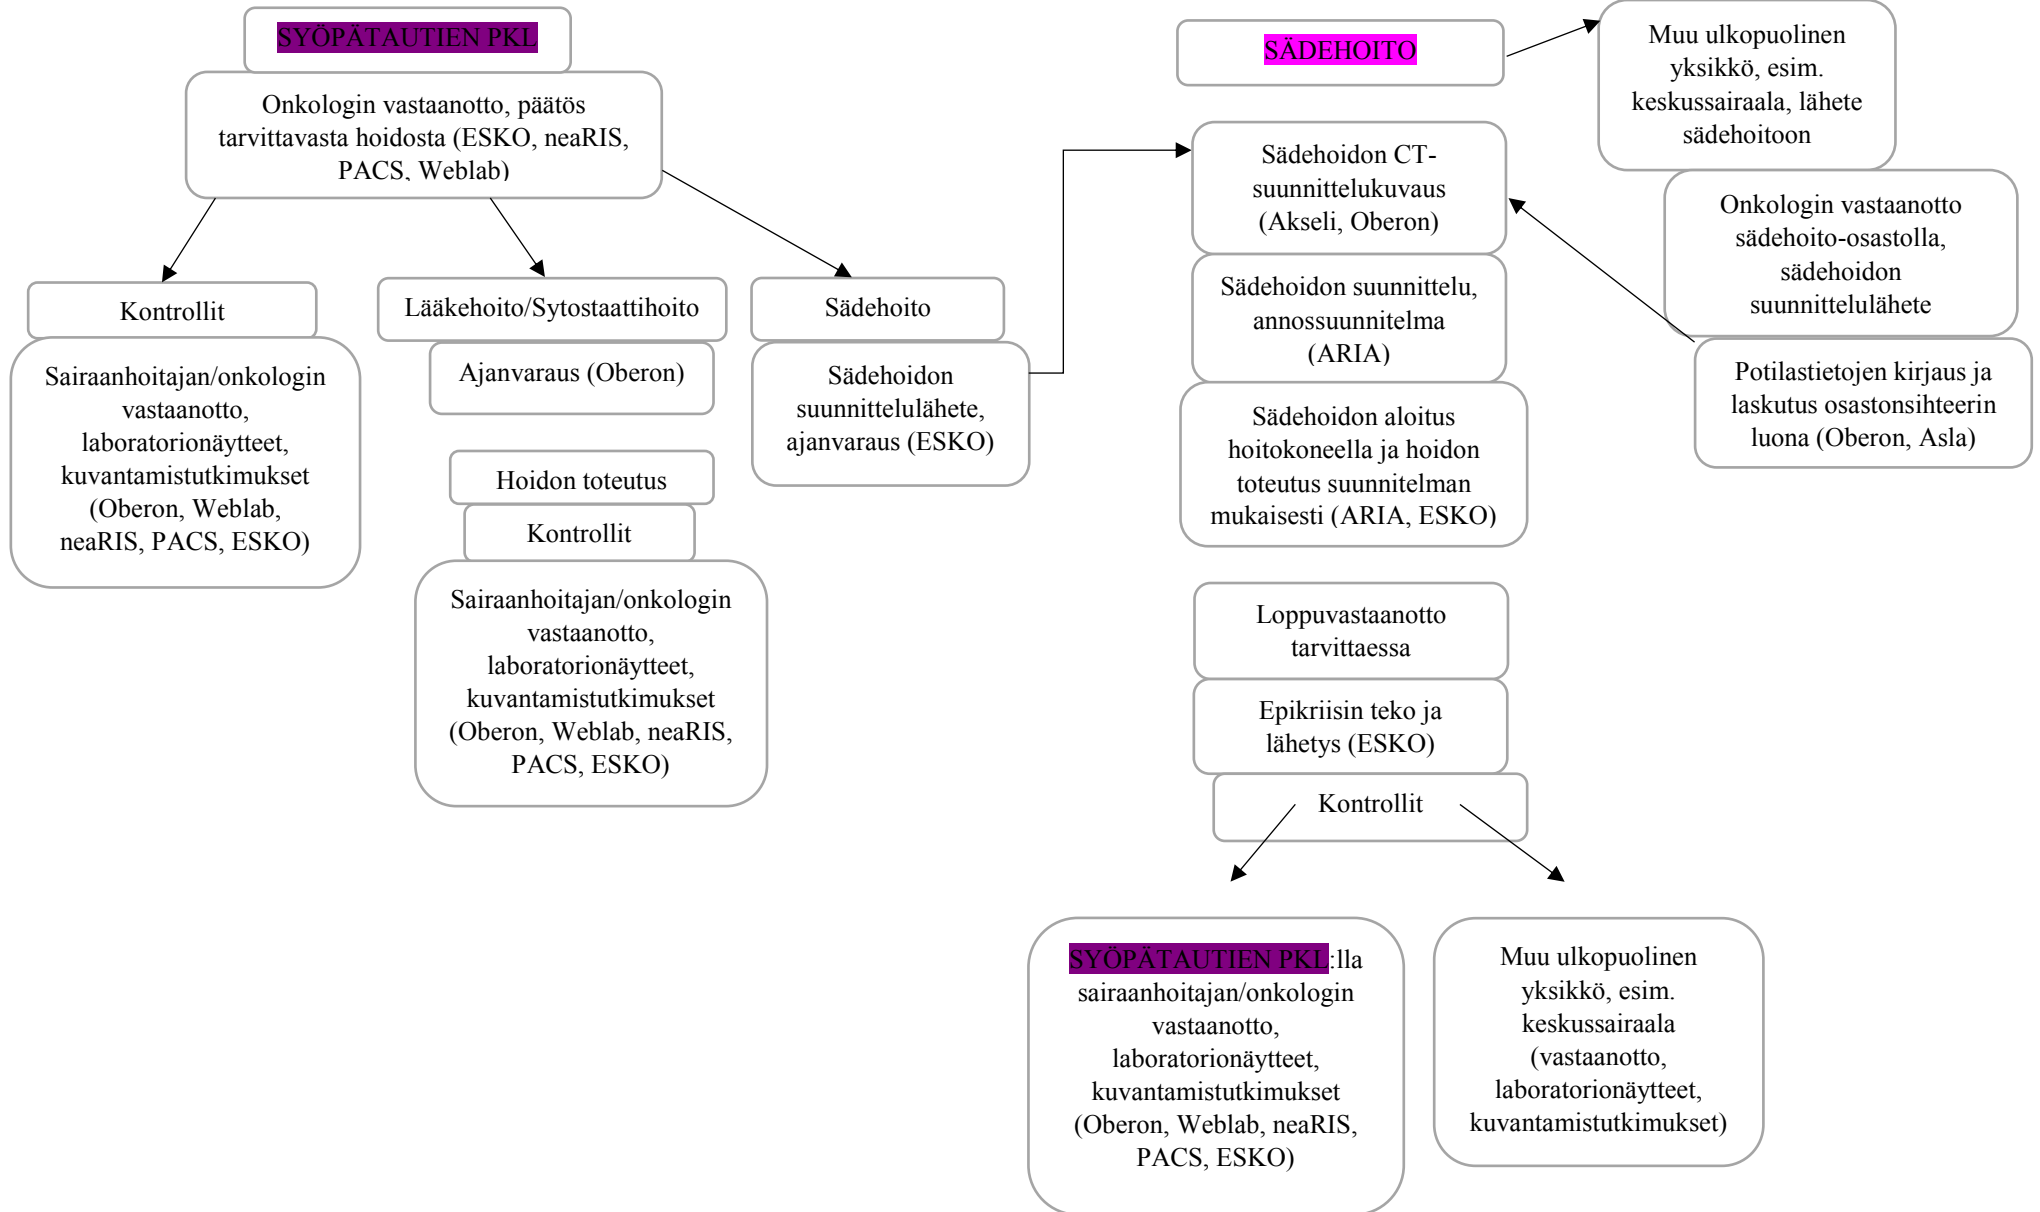 SYÖPÄTAUTIEN PKL
Onkologin vastaanotto, päätös
tarvittavasta hoidosta (ESKO, neaRIS,
PACS, Weblab)
Kontrollit
Sairaanhoitajan/onkologin
vastaanotto,
laboratorionäytteet,
kuvantamistutkimukset
(Oberon, Weblab,
neaRIS, PACS, ESKO)
Lääkehoito/Sytostaattihoito
Ajanvaraus (Oberon)
Hoidon toteutus
Kontrollit
Sairaanhoitajan/onkologin
vastaanotto,
laboratorionäytteet,
kuvantamistutkimukset
(Oberon, Weblab, neaRIS,
PACS, ESKO)
Sädehoito
Sädehoidon
suunnittelulähete,
ajanvaraus (ESKO)
SÄDEHOITO
Muu ulkopuolinen
yksikkö, esim.
keskussairaala, lähete
sädehoitoon
Onkologin vastaanotto
sädehoito-osastolla,
sädehoidon
suunnittelulähete
Potilastietojen kirjaus ja
laskutus osastonsihteerin
luona (Oberon, Asla)
Sädehoidon CT-
suunnittelukuvaus
(Akseli, Oberon)
Sädehoidon suunnittelu,
annossuunnitelma
(ARIA)
Sädehoidon aloitus
hoitokoneella ja hoidon
toteutus suunnitelman
mukaisesti (ARIA, ESKO)
Loppuvastaanotto
tarvittaessa
Epikriisin teko ja
lähetys (ESKO)
Kontrollit
SYÖPÄTAUTIEN PKL:lla
sairaanhoitajan/onkologin
vastaanotto,
laboratorionäytteet,
kuvantamistutkimukset
(Oberon, Weblab, neaRIS,
PACS, ESKO)
Muu ulkopuolinen
yksikkö, esim.
keskussairaala
(vastaanotto,
laboratorionäytteet,
kuvantamistutkimukset)